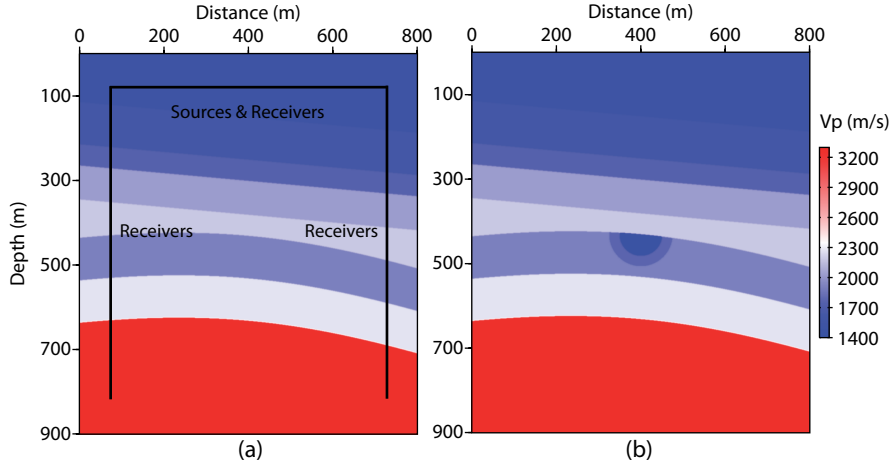 Distance (m)
0 200 400 600 800
Distance (m)
0 200 400 600 800
Depth (m)
100
300
500
700
900
Sources & Receivers
Receivers
Receivers
(a)
100
300
500
700
900
(b)
Vp (m/s)
3200
2900
2600
2300
2000
1700
1400